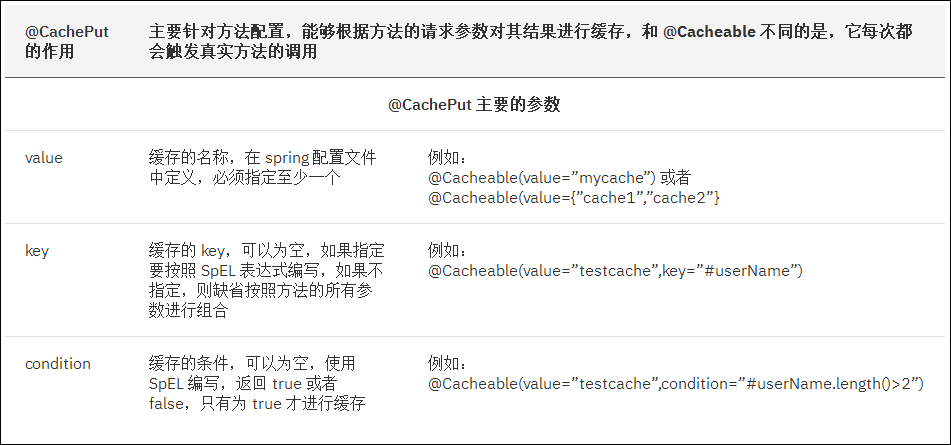 @CachePut 的作用
主要针对方法配置，能够根据方法的请求参数对其结果进行缓存，和 @Cacheable 不同的是，它每次都
会触发真实方法的调用
@CachePut 主要的参数
value
缓存的名称，在 spring 配置文件
中定义，必须指定至少一个
例如：
@Cacheable(value=”mycache”) 或者
@Cacheable(value={”cache1”,”cache2”}
key
缓存的 key，可以为空，如果指定
要按照 SpEL 表达式编写，如果不
指定，则缺省按照方法的所有参
数进行组合
例如：
@Cacheable(value=”testcache”,key=”#userName”)
condition
缓存的条件，可以为空，使用
SpEL 编写，返回 true 或者
false，只有为 true 才进行缓存
例如：
@Cacheable(value=”testcache”,condition=”#userName.length()>2”)